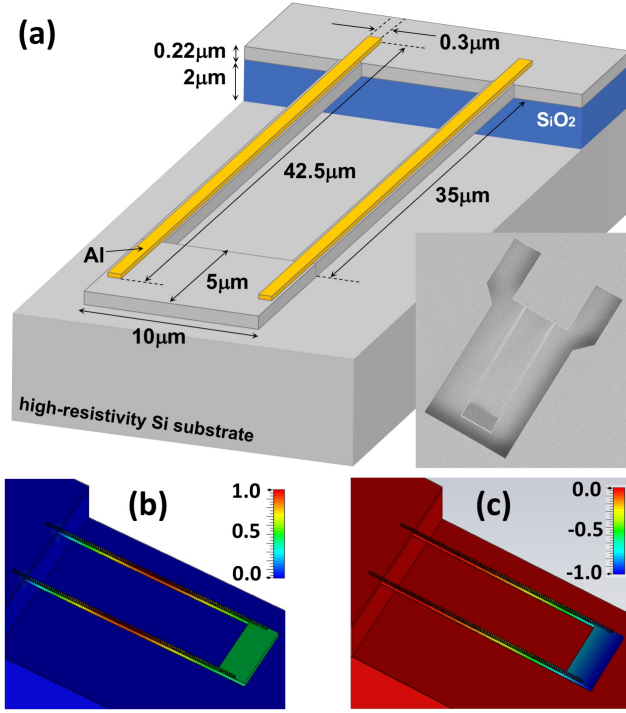 (a)
0.3µm
0.22µm
2µm
SiO₂
42.5µm
35µm
Al
5µm
10µm
high-resistivity Si substrate
(b)
1.0
0.5
0.0
(c)
0.0
-0.5
-1.0